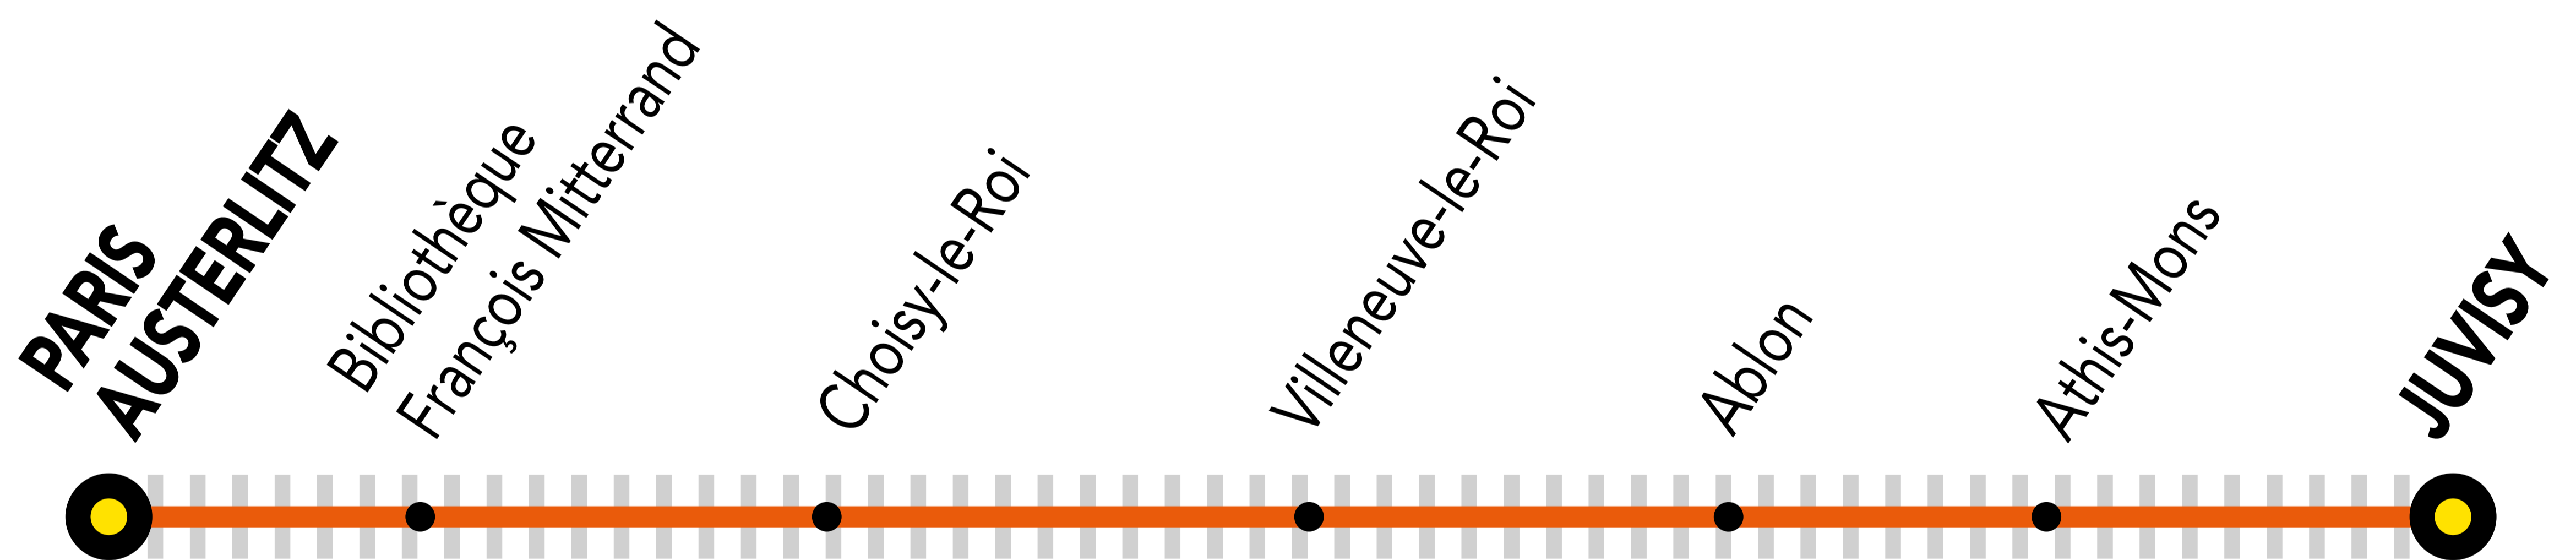 PARIS
AUSTERLITZ
Bibliothèque
François Mitterrand
Choisy-le-Roi
Villeneuve-le-Roi
Ablon
Athis-Mons
JUVISY